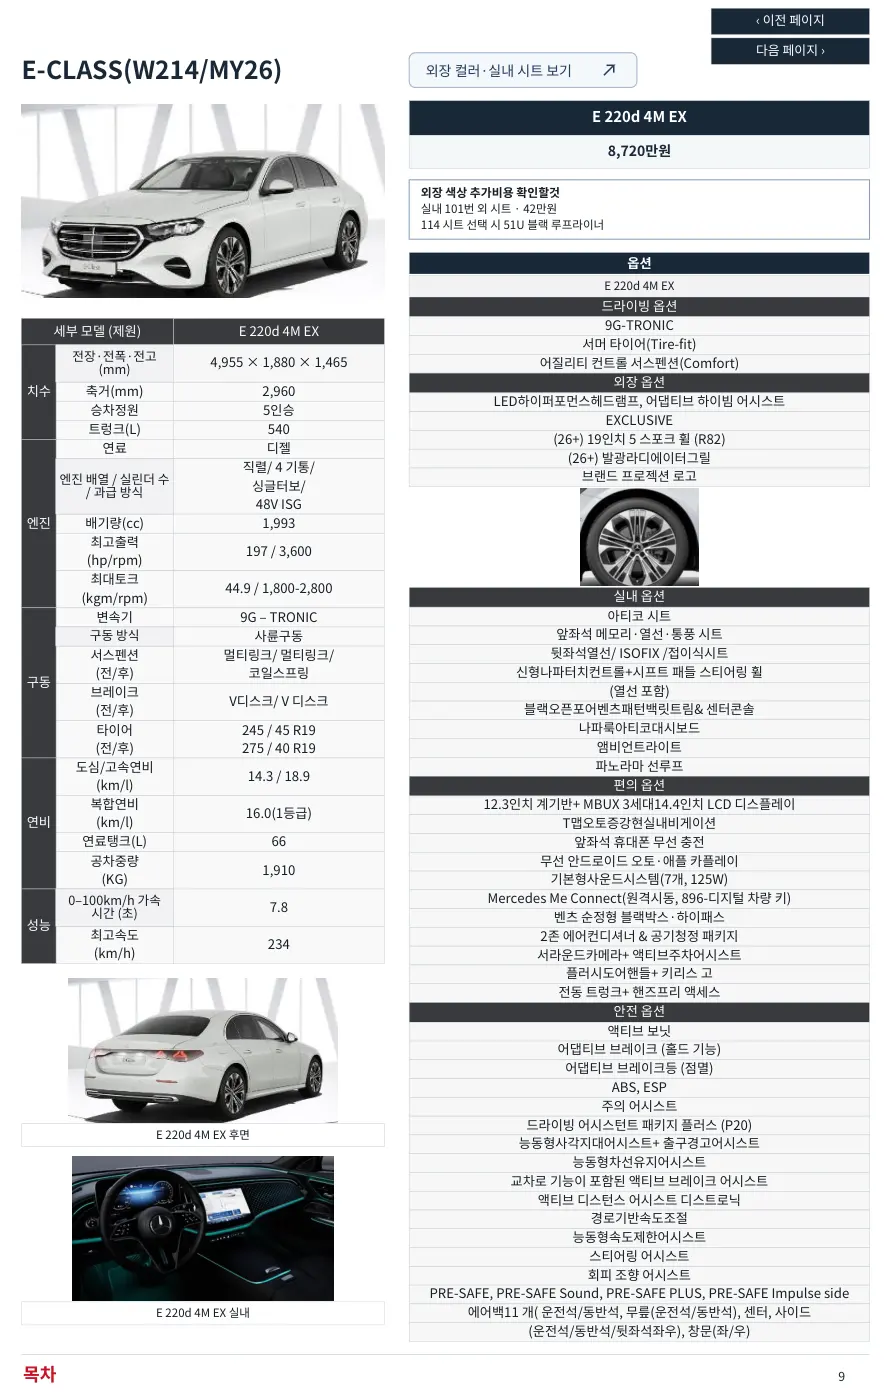 ‹ 이전 페이지
다음 페이지 ›
E-CLASS(W214/MY26)
외장 컬러·실내 시트 보기
E 220d 4M EX
8,720만원
외장 색상 추가비용 확인할것
실내 101번 외 시트 · 42만원
114 시트 선택 시 51U 블랙 루프라이너
세부 모델 (제원)
E 220d 4M EX
치수
전장·전폭·전고
(mm)
4,955 × 1,880 × 1,465
축거(mm)
2,960
승차정원
5인승
트렁크(L)
540
엔진
연료
디젤
엔진 배열 / 실린더 수
/ 과급 방식
직렬/ 4 기통/
싱글터보/
48V ISG
배기량(cc)
1,993
최고출력
(hp/rpm)
197 / 3,600
최대토크
(kgm/rpm)
44.9 / 1,800-2,800
구동
변속기
9G – TRONIC
구동 방식
사륜구동
서스펜션
(전/후)
멀티링크/ 멀티링크/
코일스프링
브레이크
(전/후)
V디스크/ V 디스크
타이어
(전/후)
245 / 45 R19
275 / 40 R19
연비
도심/고속연비
(km/l)
14.3 / 18.9
복합연비
(km/l)
16.0(1등급)
연료탱크(L)
66
공차중량
(KG)
1,910
성능
0–100km/h 가속
시간 (초)
7.8
최고속도
(km/h)
234
E 220d 4M EX 후면
E 220d 4M EX 실내
옵션
E 220d 4M EX
드라이빙 옵션
9G-TRONIC
서머 타이어(Tire-fit)
어질리티 컨트롤 서스펜션(Comfort)
외장 옵션
LED하이퍼포먼스헤드램프, 어댑티브 하이빔 어시스트
EXCLUSIVE
(26+) 19인치 5 스포크 휠 (R82)
(26+) 발광라디에이터그릴
브랜드 프로젝션 로고
실내 옵션
아티코 시트
앞좌석 메모리·열선·통풍 시트
뒷좌석열선/ ISOFIX /접이식시트
신형나파터치컨트롤+시프트 패들 스티어링 휠
(열선 포함)
블랙오픈포어벤츠패턴백릿트림& 센터콘솔
나파룩아티코대시보드
앰비언트라이트
파노라마 선루프
편의 옵션
12.3인치 계기반+ MBUX 3세대14.4인치 LCD 디스플레이
T맵오토증강현실내비게이션
앞좌석 휴대폰 무선 충전
무선 안드로이드 오토·애플 카플레이
기본형사운드시스템(7개, 125W)
Mercedes Me Connect(원격시동, 896-디지털 차량 키)
벤츠 순정형 블랙박스·하이패스
2존 에어컨디셔너 & 공기청정 패키지
서라운드카메라+ 액티브주차어시스트
플러시도어핸들+ 키리스 고
전동 트렁크+ 핸즈프리 액세스
안전 옵션
액티브 보닛
어댑티브 브레이크 (홀드 기능)
어댑티브 브레이크등 (점멸)
ABS, ESP
주의 어시스트
드라이빙 어시스턴트 패키지 플러스 (P20)
능동형사각지대어시스트+ 출구경고어시스트
능동형차선유지어시스트
교차로 기능이 포함된 액티브 브레이크 어시스트
액티브 디스턴스 어시스트 디스트로닉
경로기반속도조절
능동형속도제한어시스트
스티어링 어시스트
회피 조향 어시스트
PRE-SAFE, PRE-SAFE Sound, PRE-SAFE PLUS, PRE-SAFE Impulse side
에어백11 개( 운전석/동반석, 무릎(운전석/동반석), 센터, 사이드
(운전석/동반석/뒷좌석좌우), 창문(좌/우)
목차
9